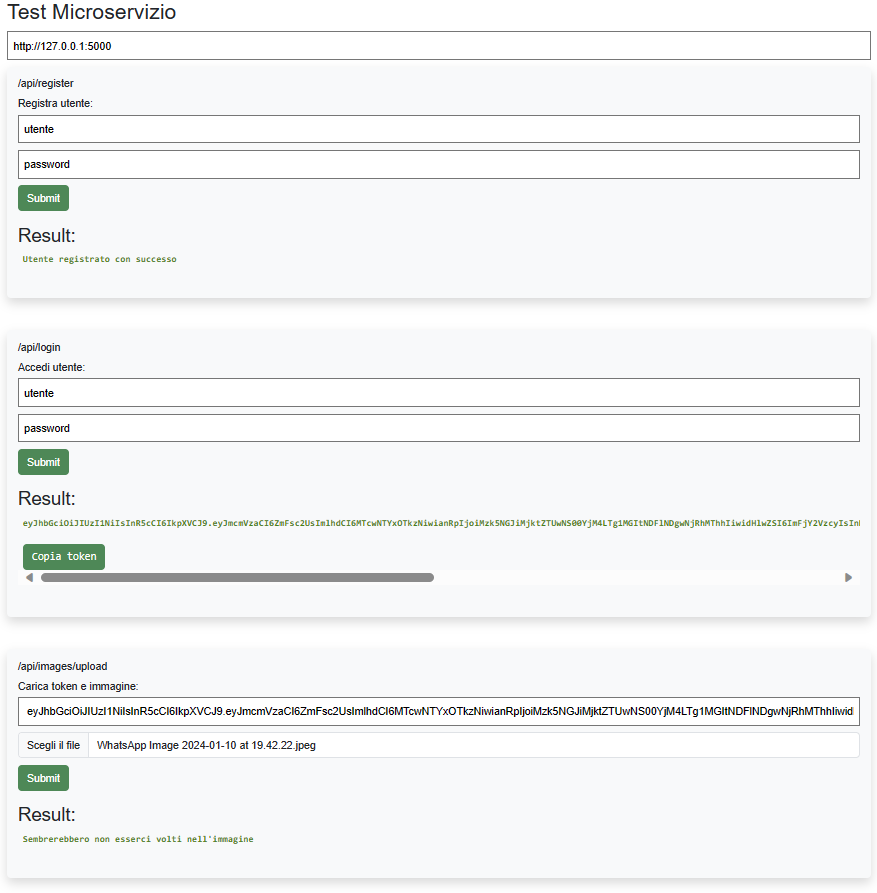 Test Microservizio
http://127.0.0.1:5000
/api/register
Registra utente:
utente
password
Submit
Result:
Utente registrato con successo
/api/login
Accedi utente:
utente
password
Submit
Result:
eyJhbGciOiJIUzI1NiIsInR5cCI6IkpXVCJ9.eyJmcmVzaCI6ZmFsc2UsImlhdCI6MTcwNTYxOTkzNiwianRpIjoiMzk5NGJiMjktZTUwNS00YjM4LTg1MGItNDFlNDgwNjRhMThhIiwidHlwZSI6ImFjY2VzcyIsInN
Copia token
/api/images/upload
Carica token e immagine:
eyJhbGciOiJIUzI1NiIsInR5cCI6IkpXVCJ9.eyJmcmVzaCI6ZmFsc2UsImlhdCI6MTcwNTYxOTkzNiwianRpIjoiMzk5NGJiMjktZTUwNS00YjM4LTg1MGItNDFlNDgwNjRhMThhIiwid
Scegli il file WhatsApp Image 2024-01-10 at 19.42.22.jpeg
Submit
Result:
Sembrerebbero non esserci volti nell'immagine